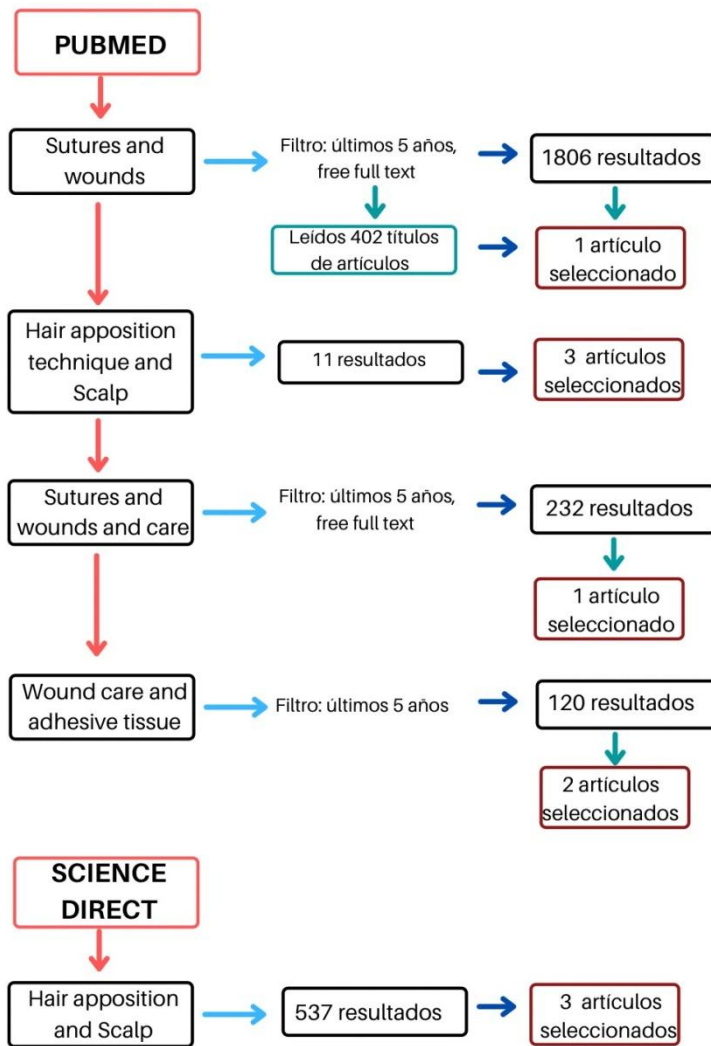 PUBMED
Sutures and
wounds
Filtro: últimos 5 años,
free full text
1806 resultados
Leídos 402 títulos
de artículos
1 artículo
seleccionado
Hair apposition
technique and
Scalp
11 resultados
3 artículos
seleccionados
Sutures and
wounds and care
Filtro: últimos 5 años,
free full text
232 resultados
1 artículo
seleccionado
Wound care and
adhesive tissue
Filtro: últimos 5 años
120 resultados
2 artículos
seleccionados
SCIENCE
DIRECT
Hair apposition
and Scalp
537 resultados
3 artículos
seleccionados